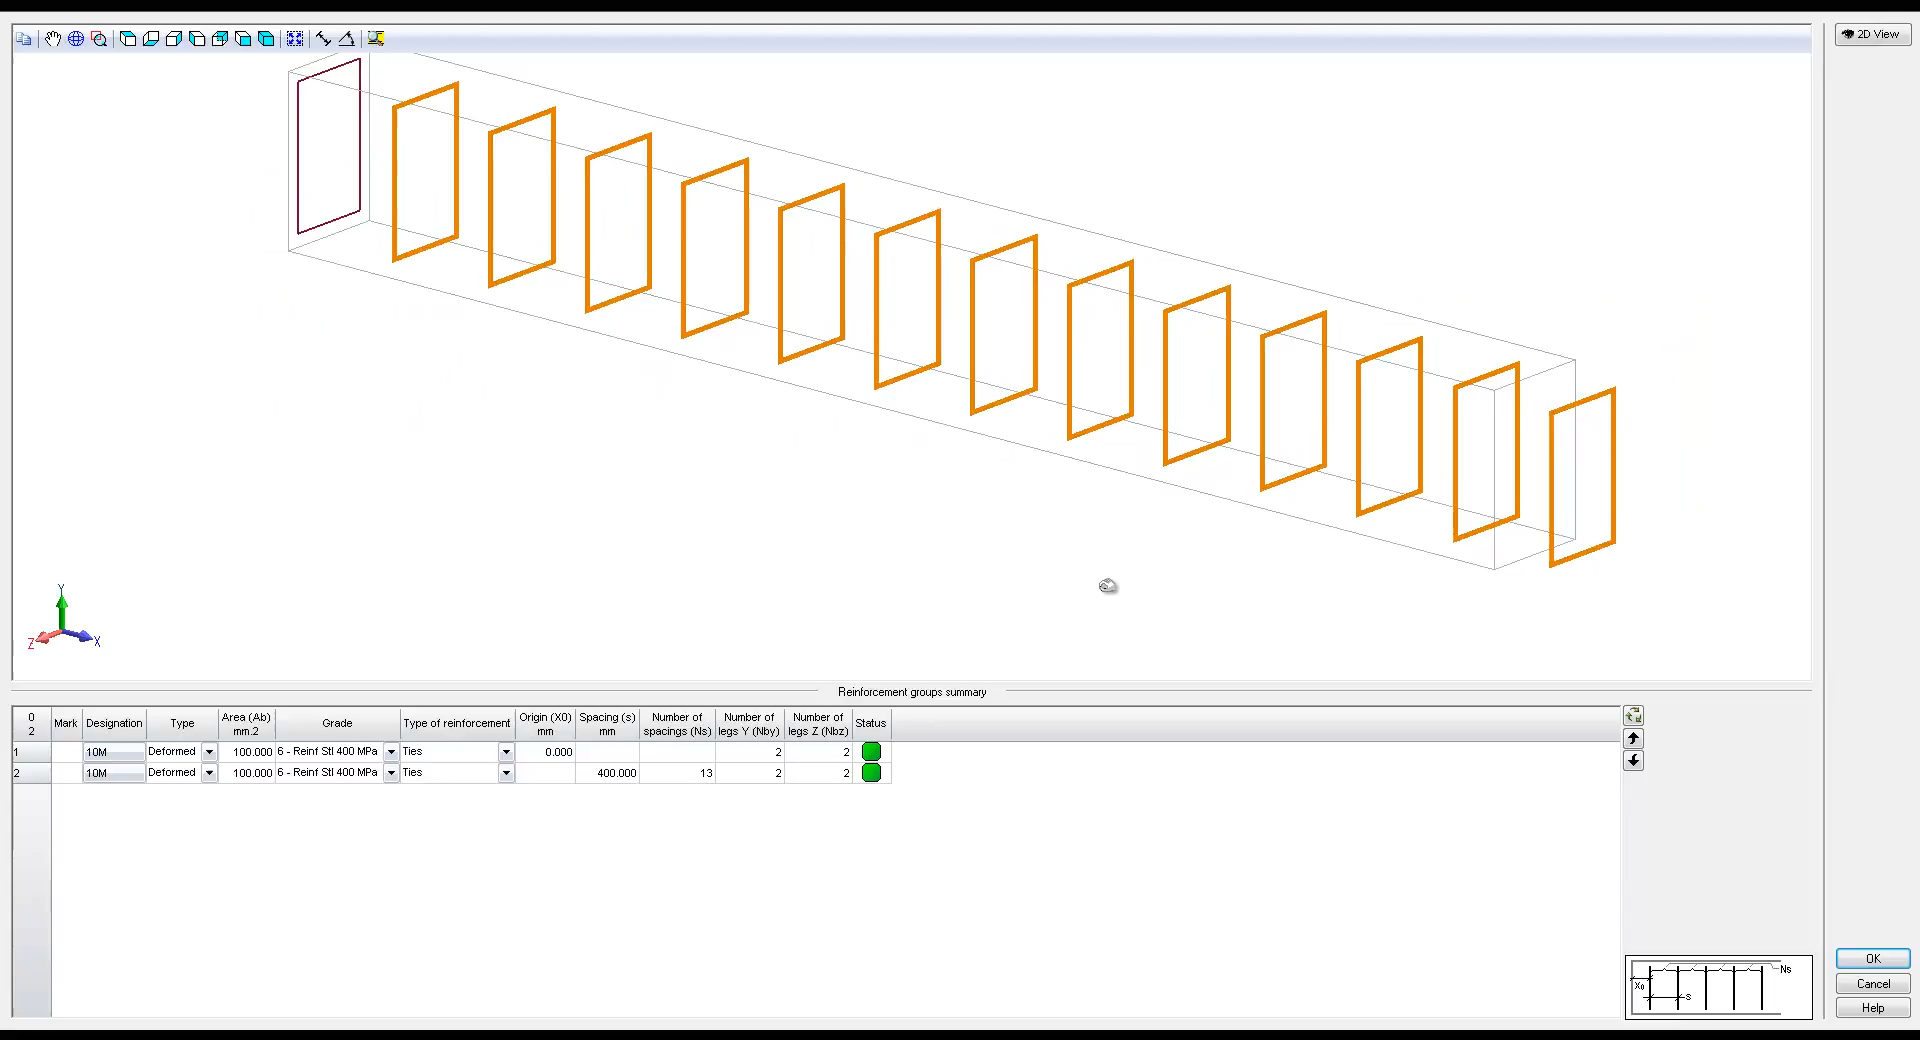 2D View
Y
Z
X
Reinforcement groups summary
0 Mark Designation Type Area (Ab) Grade Type of reinforcement Origin (X0) Spacing (s) Number of Number of Number of Status
2 mm.2 mm mm spacings (Ns) legs Y (Nby) legs Z (Nbz)
1 10M Deformed 100.000 6 - Reinf Stl 400 MPa Ties 0.000 2 2
2 10M Deformed 100.000 6 - Reinf Stl 400 MPa Ties 400.000 13 2 2
Ns
X0
s
OK
Cancel
Help